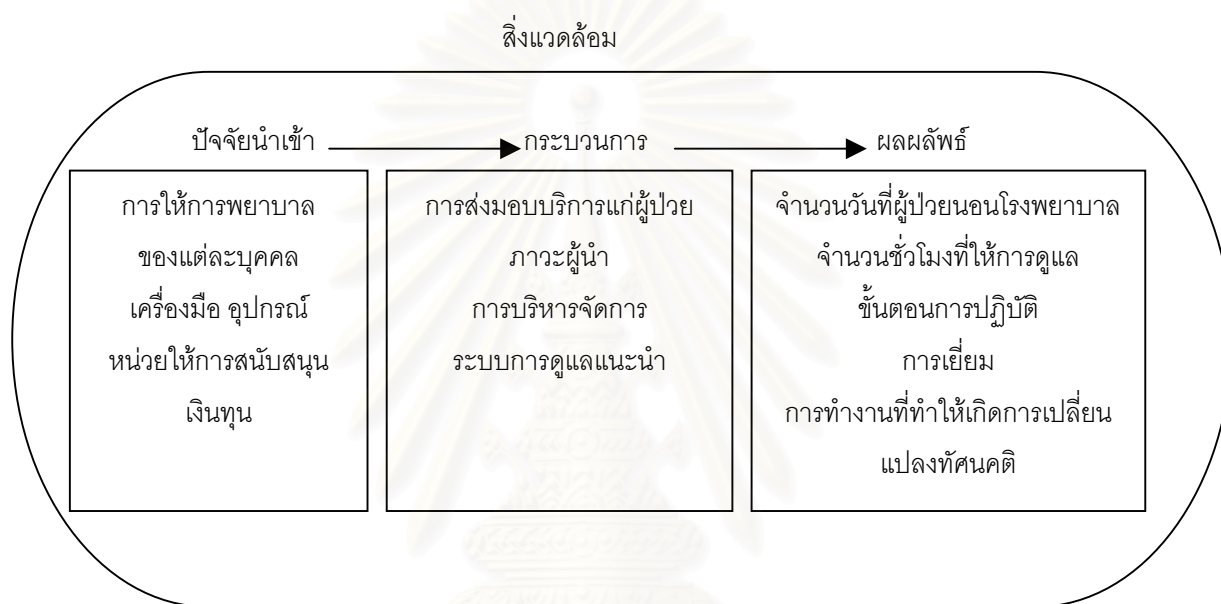 สิ่งแวดล้อม
ปัจจัยนำเข้า
กระบวนการ
ผลผลัพธ์
การให้การพยาบาล
ของแต่ละบุคคล
เครื่องมือ อุปกรณ์
หน่วยให้การสนับสนุน
เงินทุน
การส่งมอบบริการแก่ผู้ป่วย
ภาวะผู้นำ
การบริหารจัดการ
ระบบการดูแลแนะนำ
จำนวนวันที่ผู้ป่วยนอนโรงพยาบาล
จำนวนชั่วโมงที่ให้การดูแล
ขั้นตอนการปฏิบัติ
การเยี่ยม
การทำงานที่ทำให้เกิดการเปลี่ยน
แปลงทัศนคติ